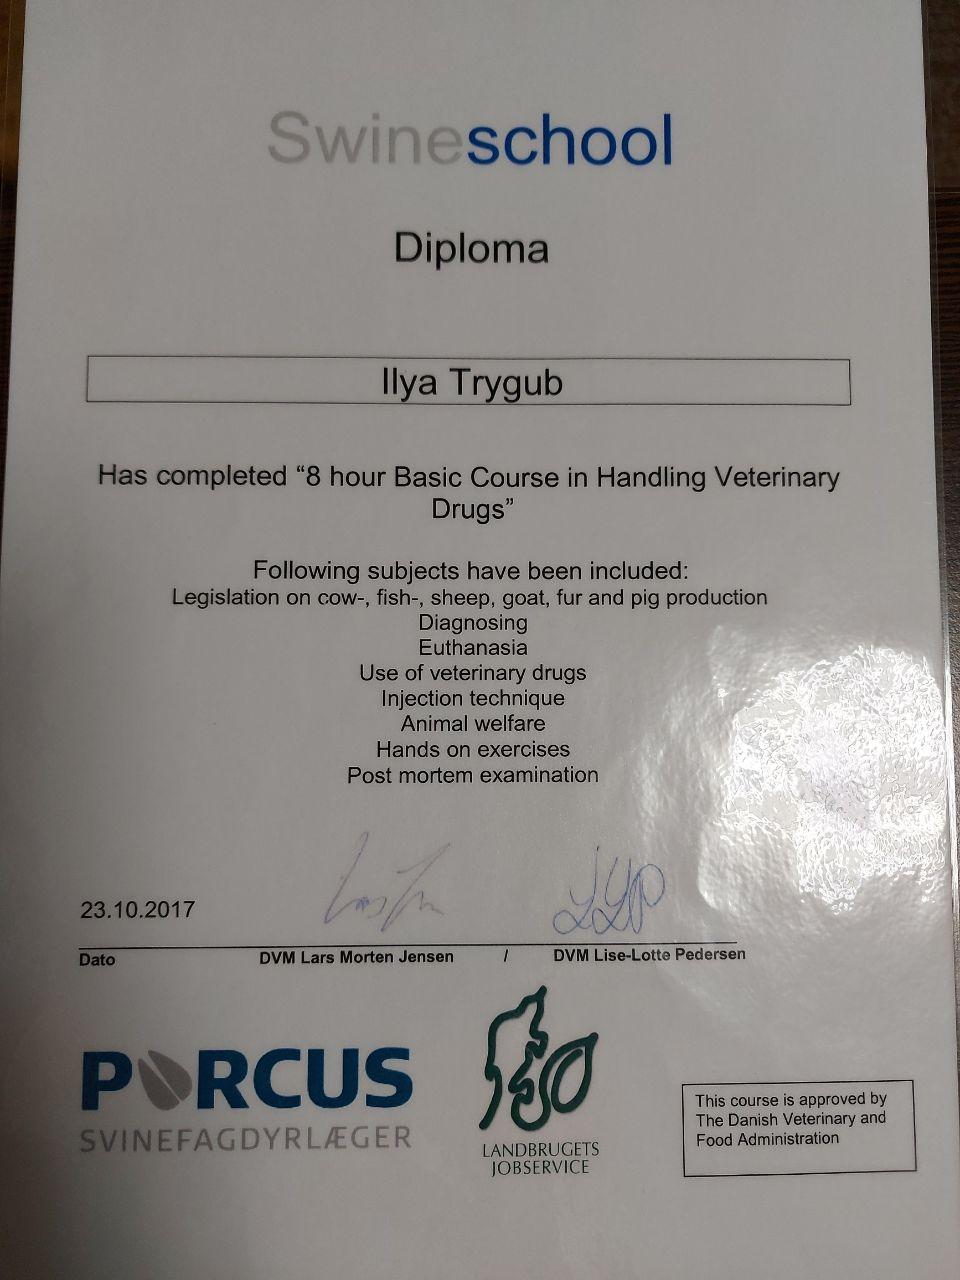 Swineschool
Diploma
Ilya Trygub
Has completed “8 hour Basic Course in Handling Veterinary
Drugs”
Following subjects have been included:
Legislation on cow-, fish-, sheep, goat, fur and pig production
Diagnosing
Euthanasia
Use of veterinary drugs
Injection technique
Animal welfare
Hands on exercises
Post mortem examination
23.10.2017
Dato
DVM Lars Morten Jensen / DVM Lise-Lotte Pedersen
PORCUS
SVINEFAGDYRLÆGER
LANDBRUGETS
JOBSERVICE
This course is approved by
The Danish Veterinary and
Food Administration